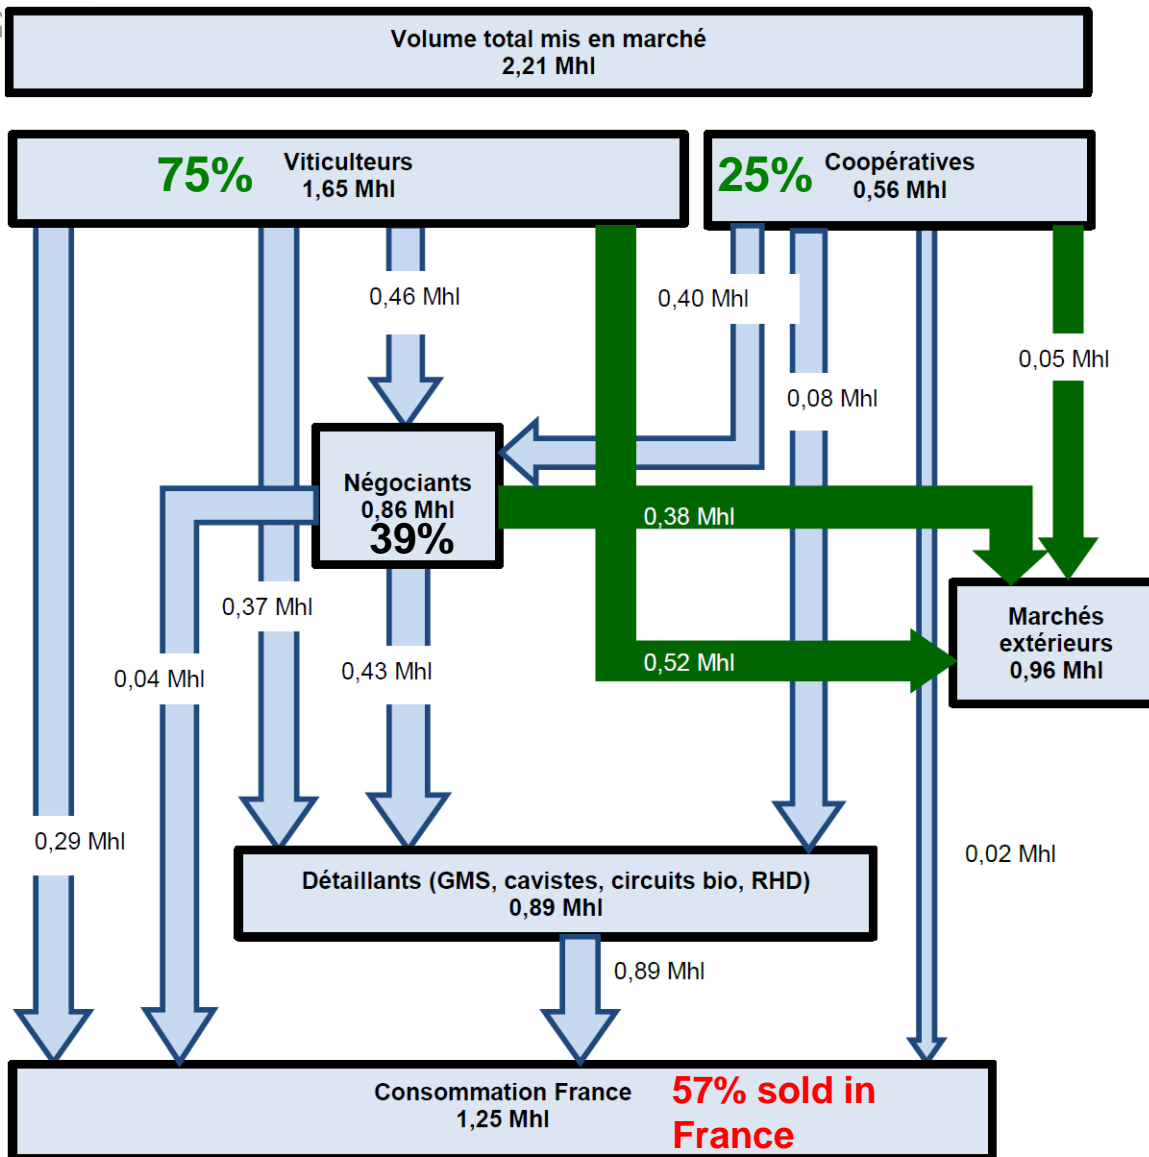 Volume total mis en marché
2,21 Mhl
75%
Viticulteurs
1,65 Mhl
25%
Coopératives
0,56 Mhl
0,46 Mhl
0,40 Mhl
0,05 Mhl
0,08 Mhl
Négociants
0,86 Mhl
39%
0,38 Mhl
0,37 Mhl
0,04 Mhl
0,43 Mhl
0,52 Mhl
Marchés
extérieurs
0,96 Mhl
0,29 Mhl
0,02 Mhl
Détaillants (GMS, cavistes, circuits bio, RHD)
0,89 Mhl
0,89 Mhl
Consommation France
1,25 Mhl
57% sold in
France